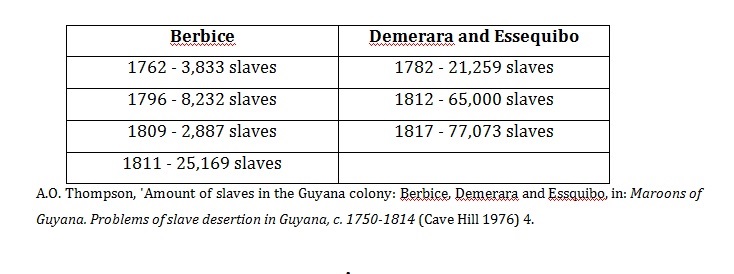 Berbice Demerara and Essequibo
1762 - 3,833 slaves 1782 - 21,259 slaves
1796 - 8,232 slaves 1812 - 65,000 slaves
1809 - 2,887 slaves 1817 - 77,073 slaves
1811 - 25,169 slaves
A.O. Thompson, 'Amount of slaves in the Guyana colony: Berbice, Demerara and Essquibo, in: Maroons of
Guyana. Problems of slave desertion in Guyana, c. 1750-1814 (Cave Hill 1976) 4.